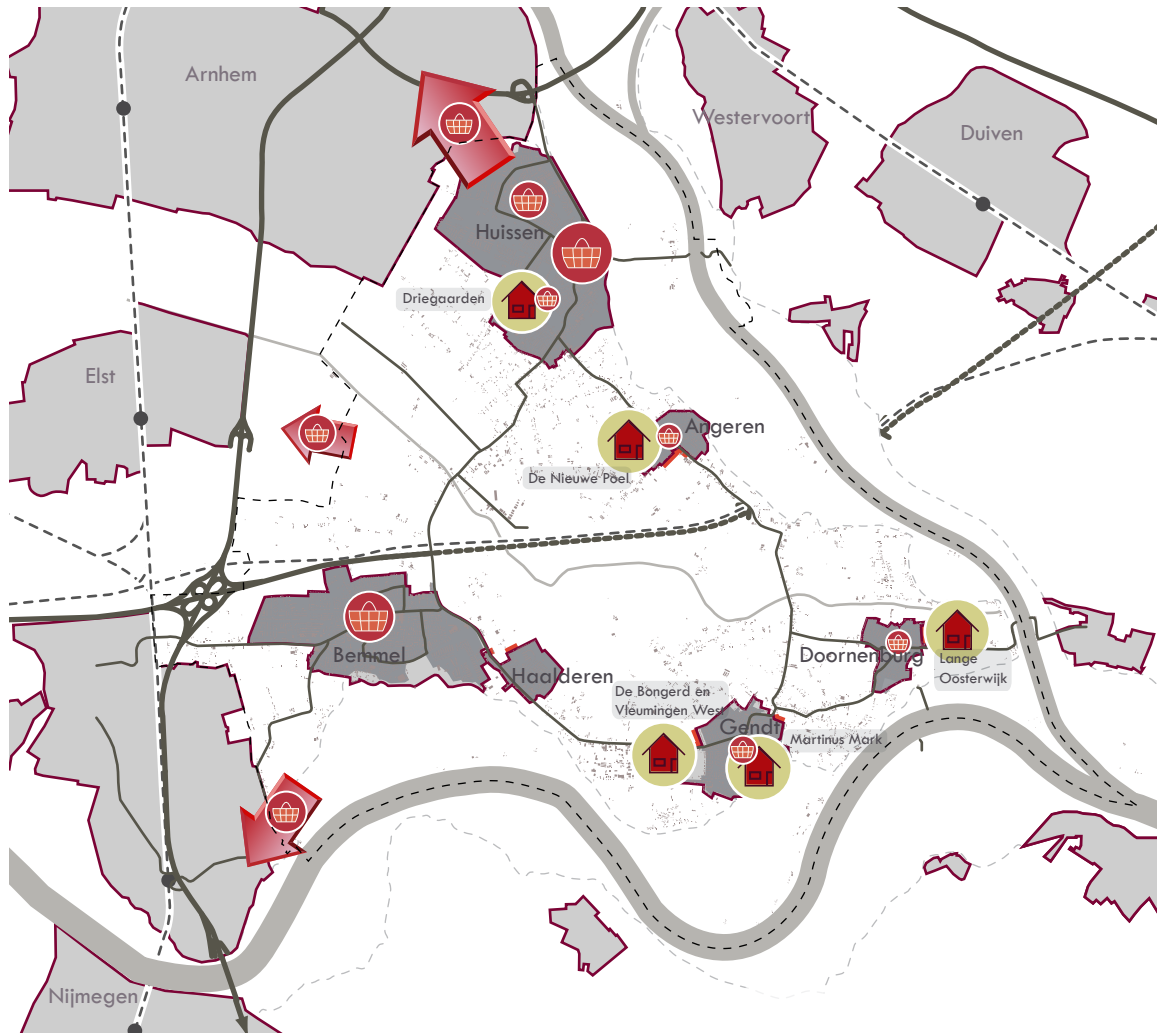 Arnhem
Westervoort
Duiven
Huissen
Driegaarden
Elst
Angeren
De Nieuwe Poel
Bemmel
Haalderen
Doornenburg
Lange
Oosterwijk
De Bongerd en
Vleumingen West
Gendt
Martinus Mark
Nijmegen